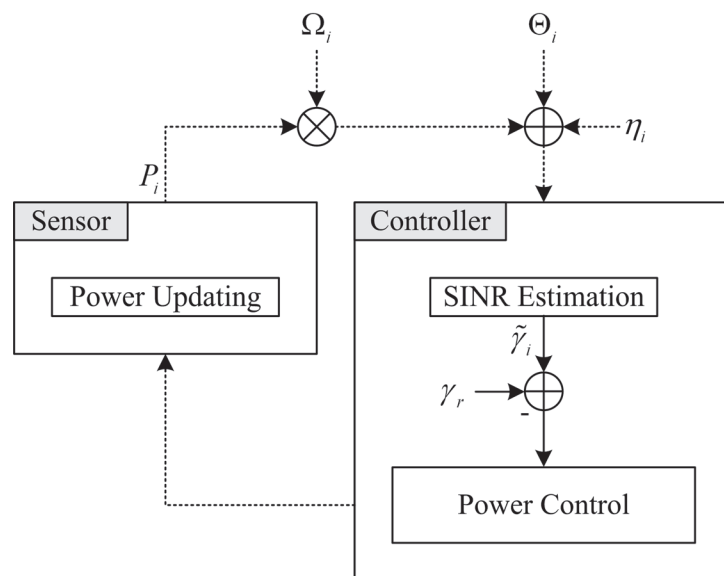 Ω_i Θ_i
η_i
P_i
Sensor
Controller
Power Updating
SINR Estimation
γ̃_i
γ_r
-
Power Control